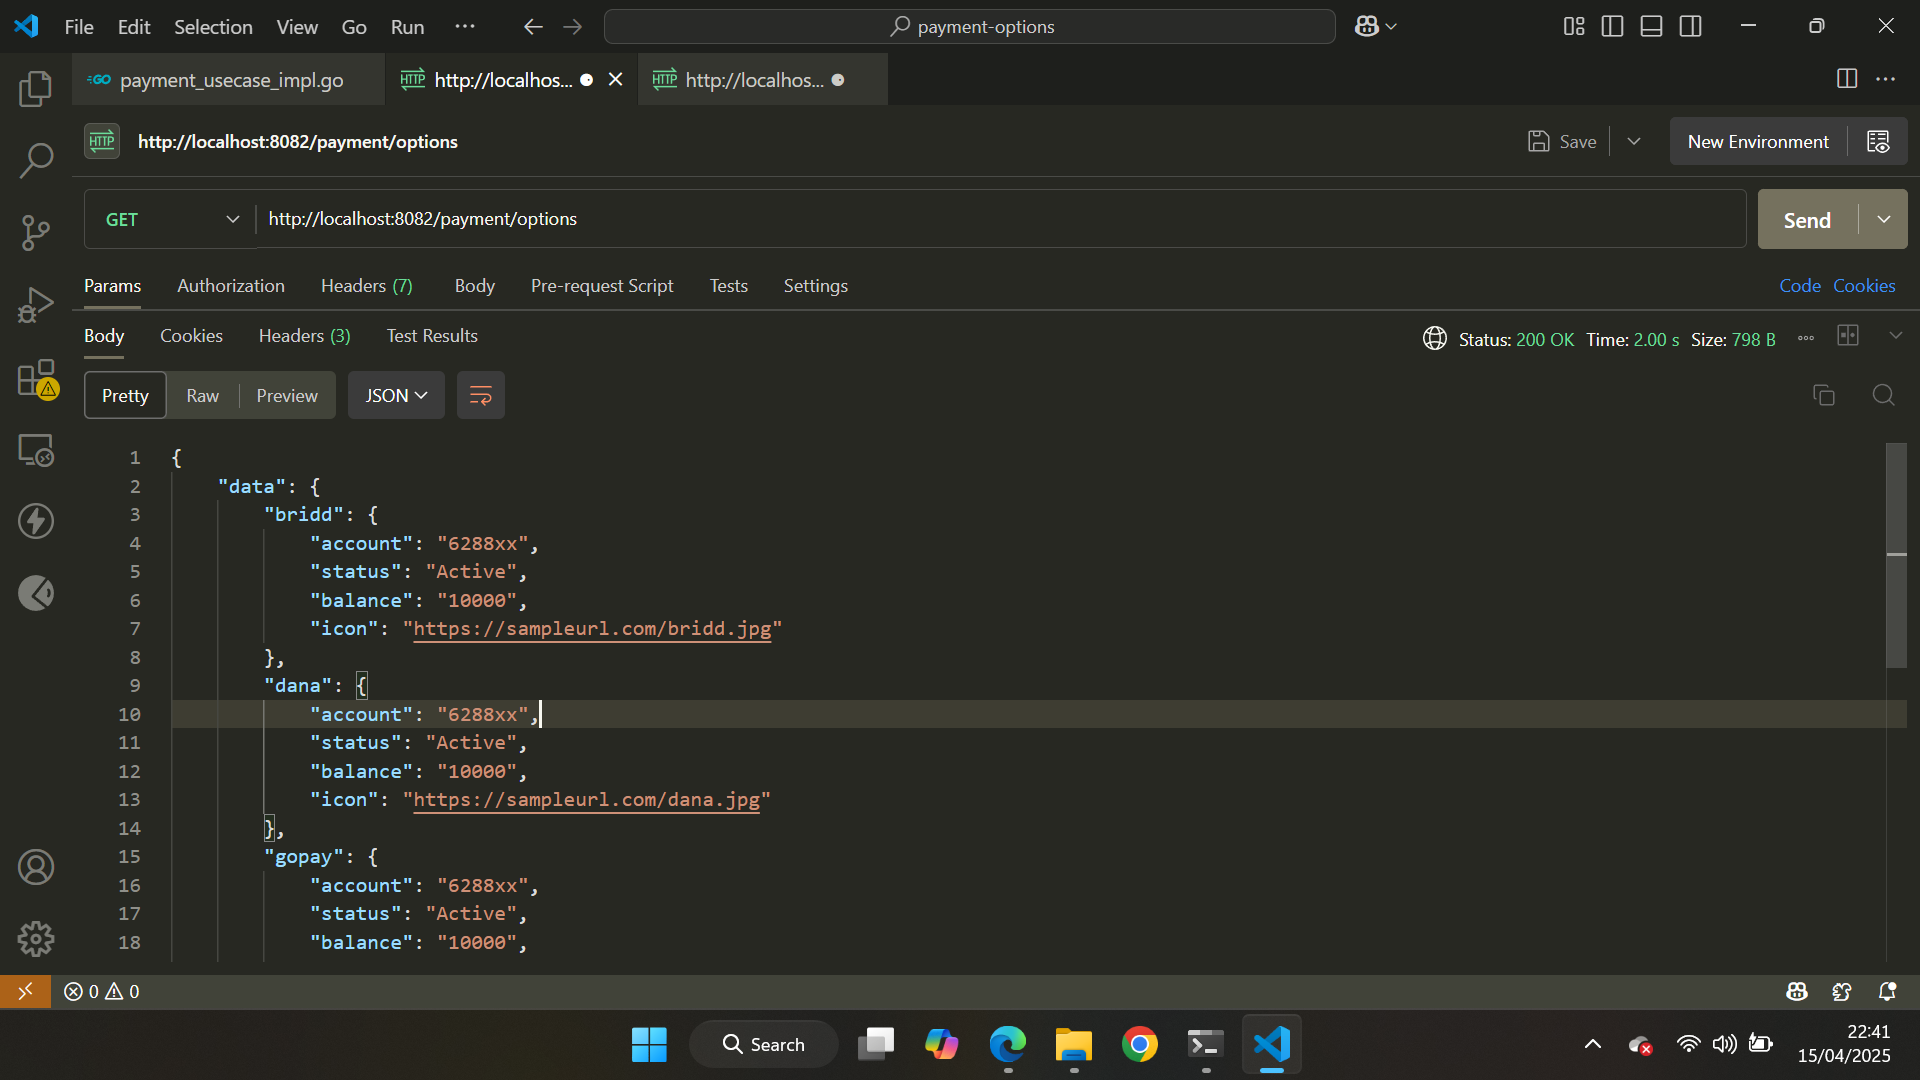 File Edit Selection View Go Run ··· payment-options
payment_usecase_impl.go http://localhos... http://localhos...
http://localhost:8082/payment/options Save New Environment
GET http://localhost:8082/payment/options Send
Params Authorization Headers (7) Body Pre-request Script Tests Settings Code Cookies
Body Cookies Headers (3) Test Results Status: 200 OK Time: 2.00 s Size: 798 B
Pretty Raw Preview JSON
1 {
2 "data": {
3 "bridd": {
4 "account": "6288xx",
5 "status": "Active",
6 "balance": "10000",
7 "icon": "https://sampleurl.com/bridd.jpg"
8 },
9 "dana": {
10 "account": "6288xx",
11 "status": "Active",
12 "balance": "10000",
13 "icon": "https://sampleurl.com/dana.jpg"
14 },
15 "gopay": {
16 "account": "6288xx",
17 "status": "Active",
18 "balance": "10000",
0 0
Search
22:41
15/04/2025